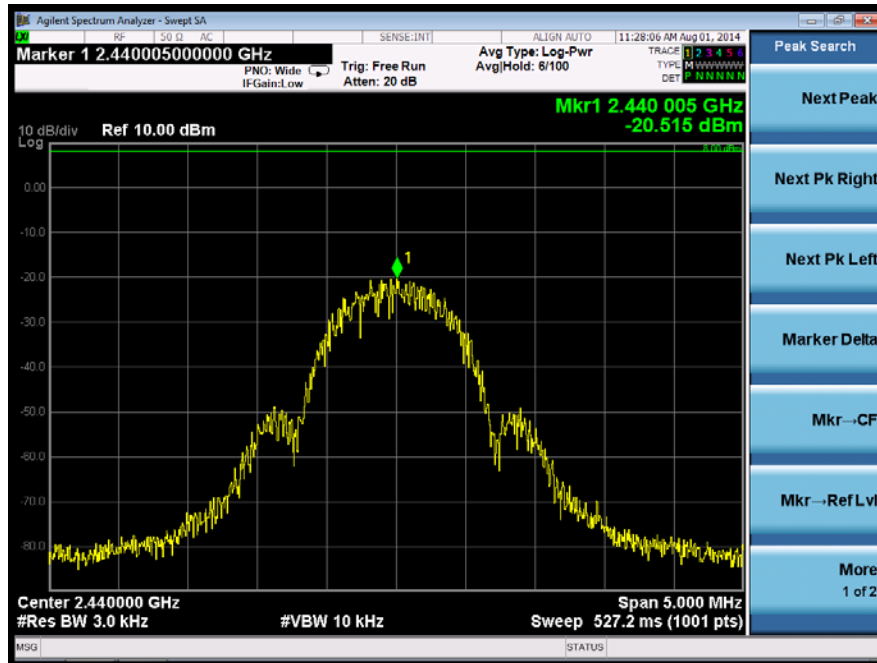 Agilent Spectrum Analyzer - Swept SA
LXI RF 50 Ω AC SENSE:INT ALIGN AUTO 11:28:06 AM Aug 01, 2014
Marker 1 2.440005000000 GHz
PNO: Wide
IFGain:Low
Trig: Free Run
Atten: 20 dB
Avg Type: Log-Pwr
Avg|Hold: 6/100
TRACE 1 2 3 4 5 6
TYPE M WWWWW
DET P N N N N N
Peak Search
Mkr1 2.440 005 GHz
-20.515 dBm
10 dB/div Ref 10.00 dBm
Log
8.00 dBm
0.00
-10.0
-20.0
-30.0
-40.0
-50.0
-60.0
-70.0
-80.0
1
Center 2.440000 GHz Span 5.000 MHz
#Res BW 3.0 kHz #VBW 10 kHz Sweep 527.2 ms (1001 pts)
MSG STATUS
Next Peak
Next Pk Right
Next Pk Left
Marker Delta
Mkr→CF
Mkr→Ref Lvl
More
1 of 2